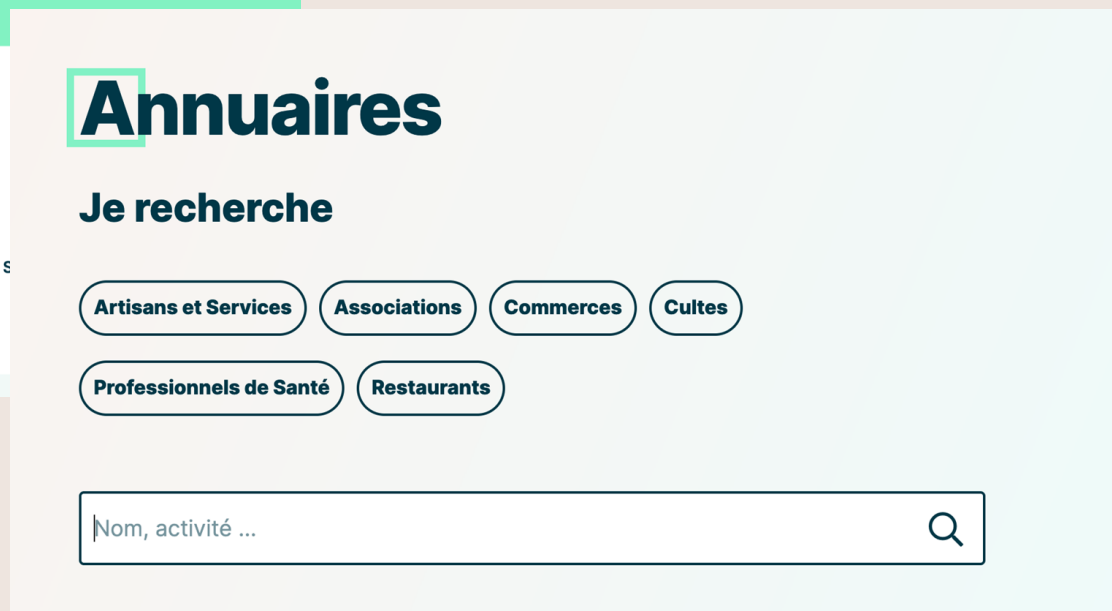 Annuaires
Je recherche
Artisans et Services Associations Commerces Cultes
Professionnels de Santé Restaurants
Nom, activité ...